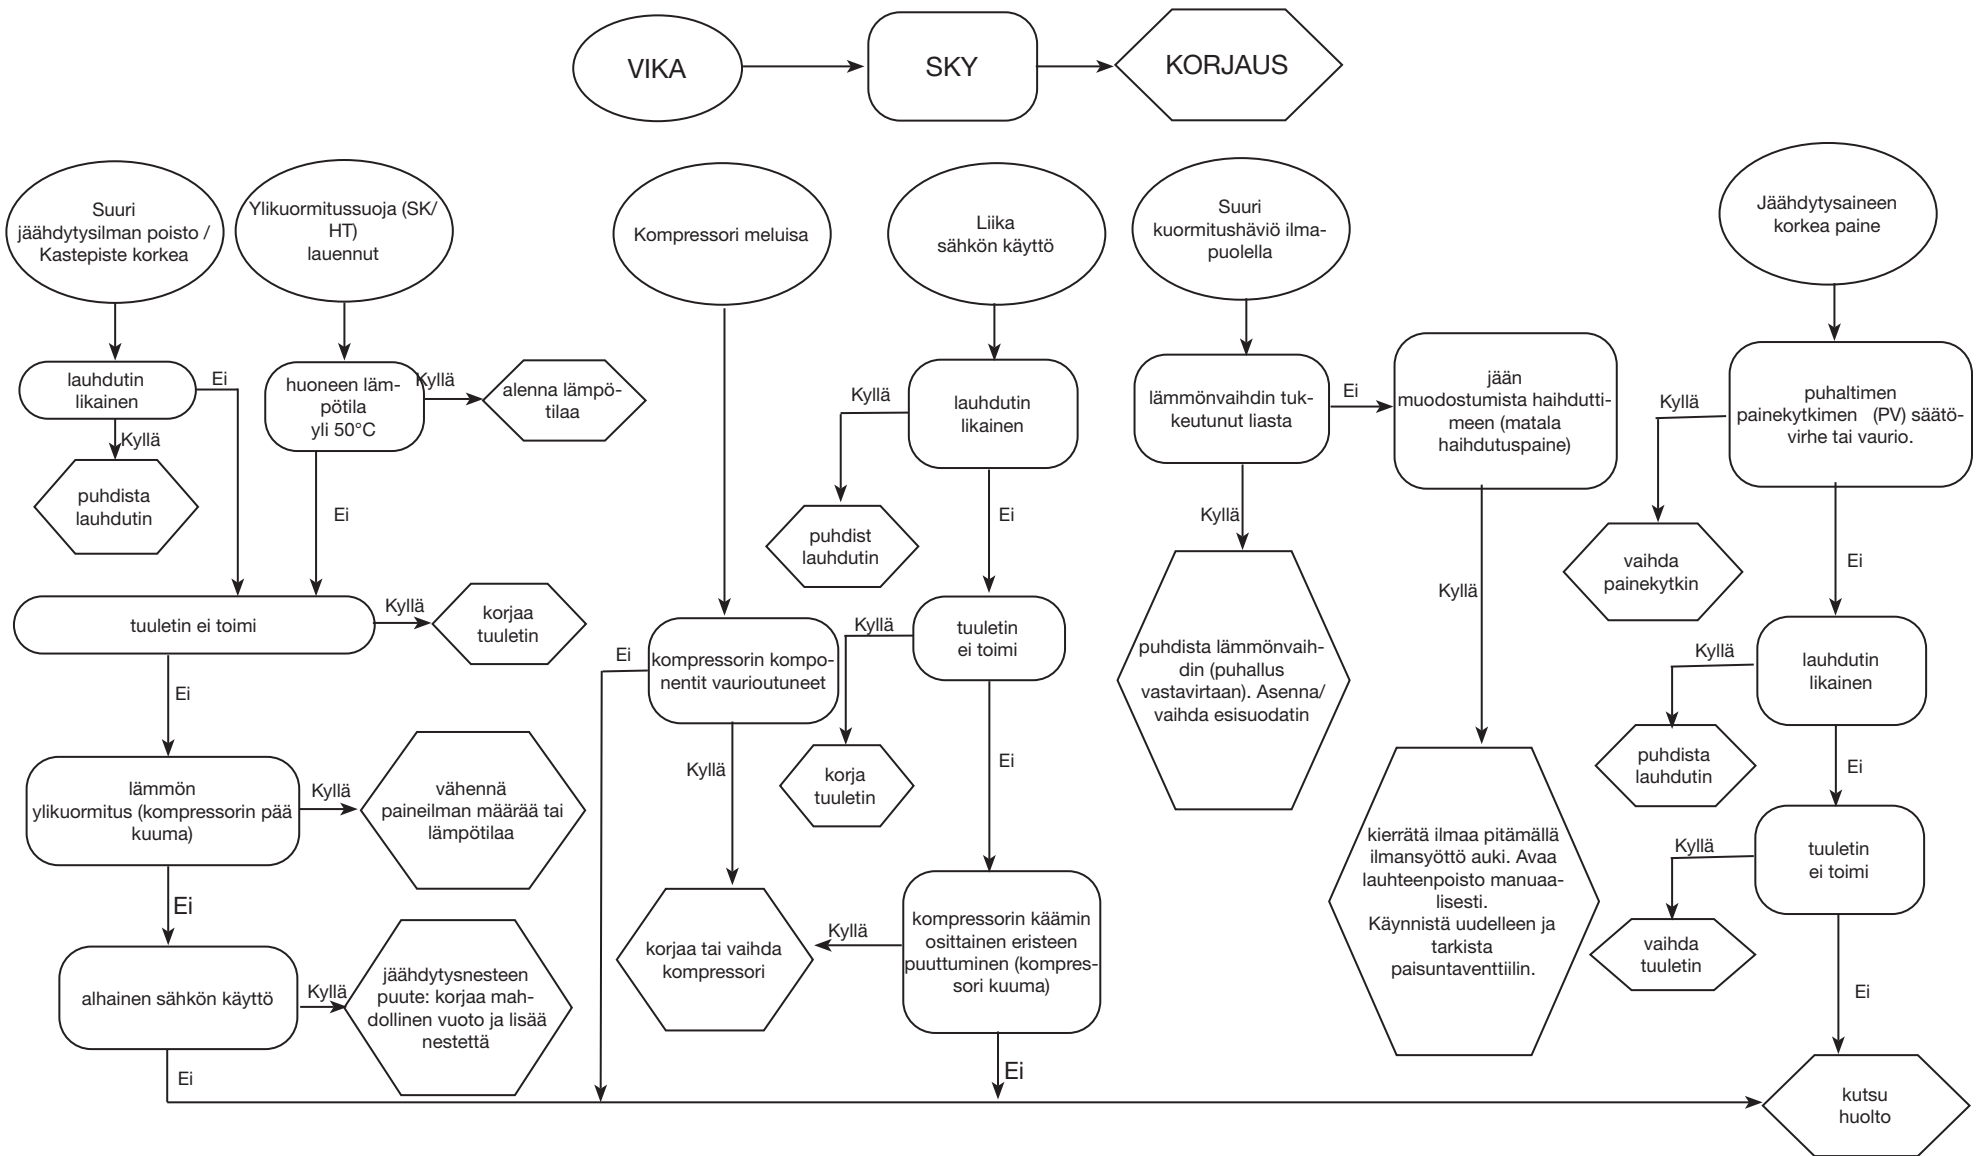 VIKA
SKY
KORJAUS
Suuri
jäähdytysilman poisto /
Kastepiste korkea
Ylikuormitussuoja (SK/
HT)
lauennut
Kompressori meluisa
Liika
sähkön käyttö
Suuri
kuormitushäviö ilma-
puolella
Jäähdytysaineen
korkea paine
lauhdutin
likainen
Ei
Kyllä
puhdista
lauhdutin
huoneen läm-
pötila
yli 50°C
Kyllä
alenna lämpö-
tilaa
Ei
tuuletin ei toimi
Kyllä
korjaa
tuuletin
Ei
lämmön
ylikuormitus (kompressorin pää
kuuma)
Kyllä
vähennä
paineilman määrää tai
lämpötilaa
Ei
alhainen sähkön käyttö
Kyllä
jäähdytysnesteen
puute: korjaa mah-
dollinen vuoto ja lisää
nestettä
Ei
Ei
kompressorin kompo-
nentit vaurioutuneet
Kyllä
korjaa tai vaihda
kompressori
Kyllä
lauhdutin
likainen
puhdist
lauhdutin
Ei
Kyllä
tuuletin
ei toimi
korja
tuuletin
Ei
Kyllä
kompressorin käämin
osittainen eristeen
puuttuminen (kompres-
sori kuuma)
Ei
lämmönvaihdin tuk-
keutunut liasta
Ei
Kyllä
puhdista lämmönvaih-
din (puhallus
vastavirtaan). Asenna/
vaihda esisuodatin
jään
muodostumista haihdutti-
meen (matala
haihdutuspaine)
Kyllä
kierrätä ilmaa pitämällä
ilmansyöttö auki. Avaa
lauhteenpoisto manuaa-
lisesti.
Käynnistä uudelleen ja
tarkista
paisuntaventtiilin.
Kyllä
puhaltimen
painekytkimen (PV) säätö-
virhe tai vaurio.
vaihda
painekytkin
Ei
Kyllä
lauhdutin
likainen
puhdista
lauhdutin
Ei
Kyllä
tuuletin
ei toimi
vaihda
tuuletin
Ei
kutsu
huolto